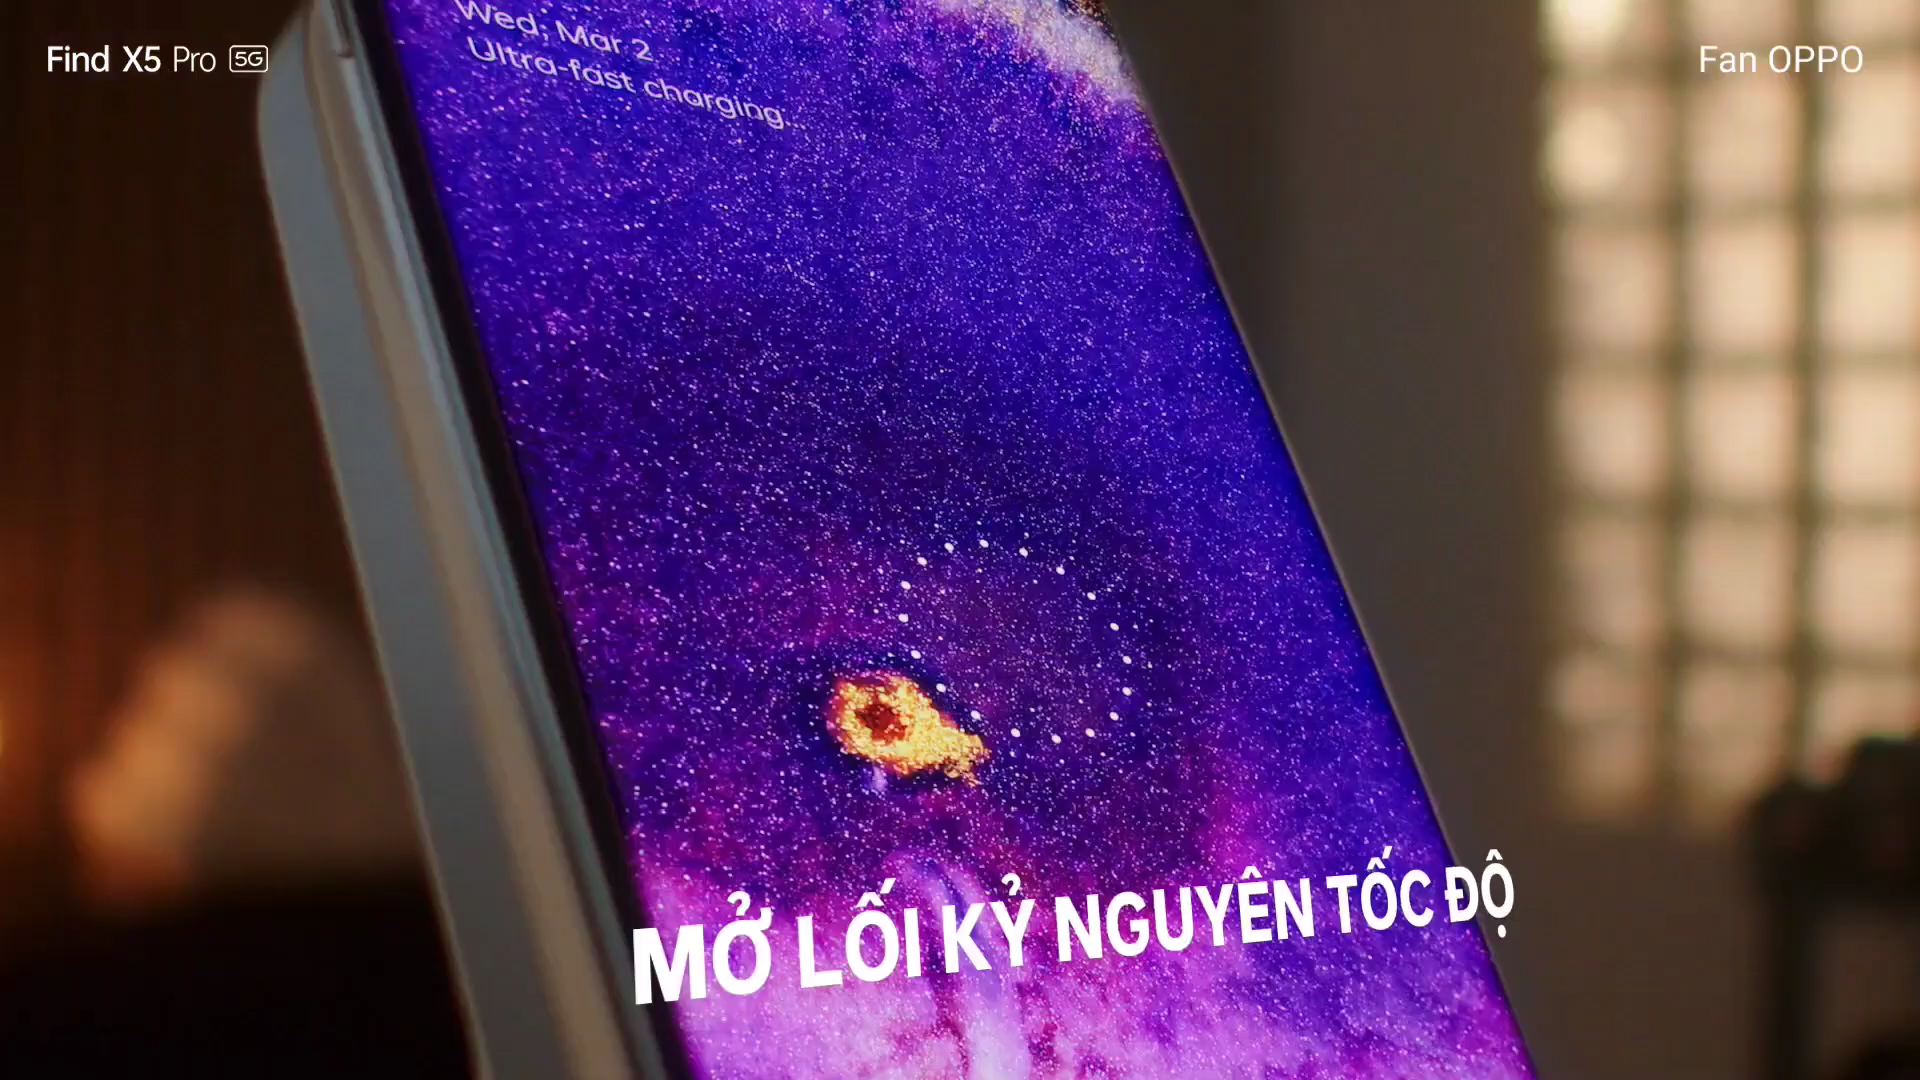 Find X5 Pro 5G
Fan OPPO
Wed, Mar 2
Ultra-fast charging...
MỞ LỐI KỶ NGUYÊN TỐC ĐỘ